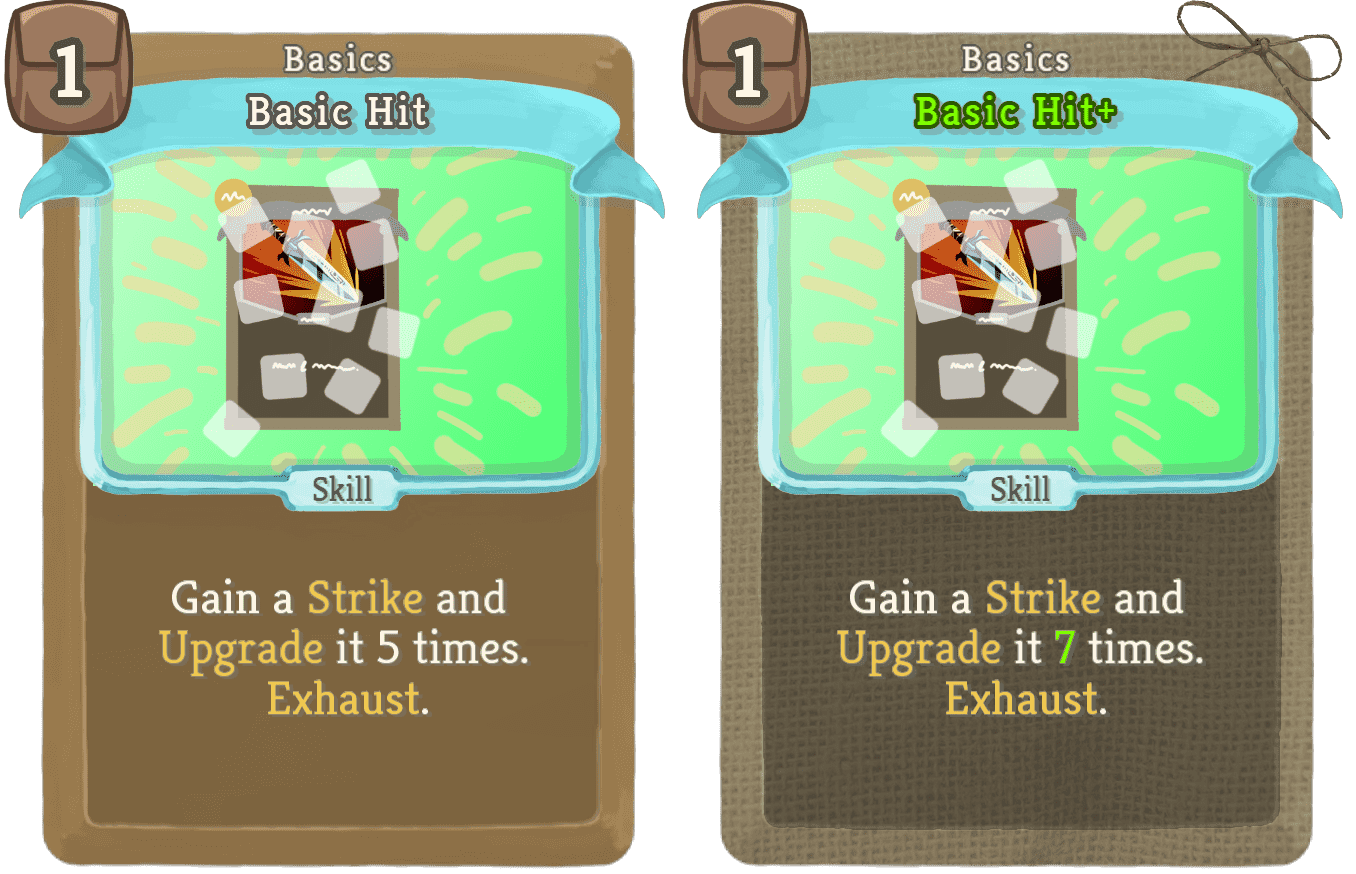 1
Basics
Basic Hit
Skill
Gain a Strike and
Upgrade it 5 times.
Exhaust.
1
Basics
Basic Hit+
Skill
Gain a Strike and
Upgrade it 7 times.
Exhaust.